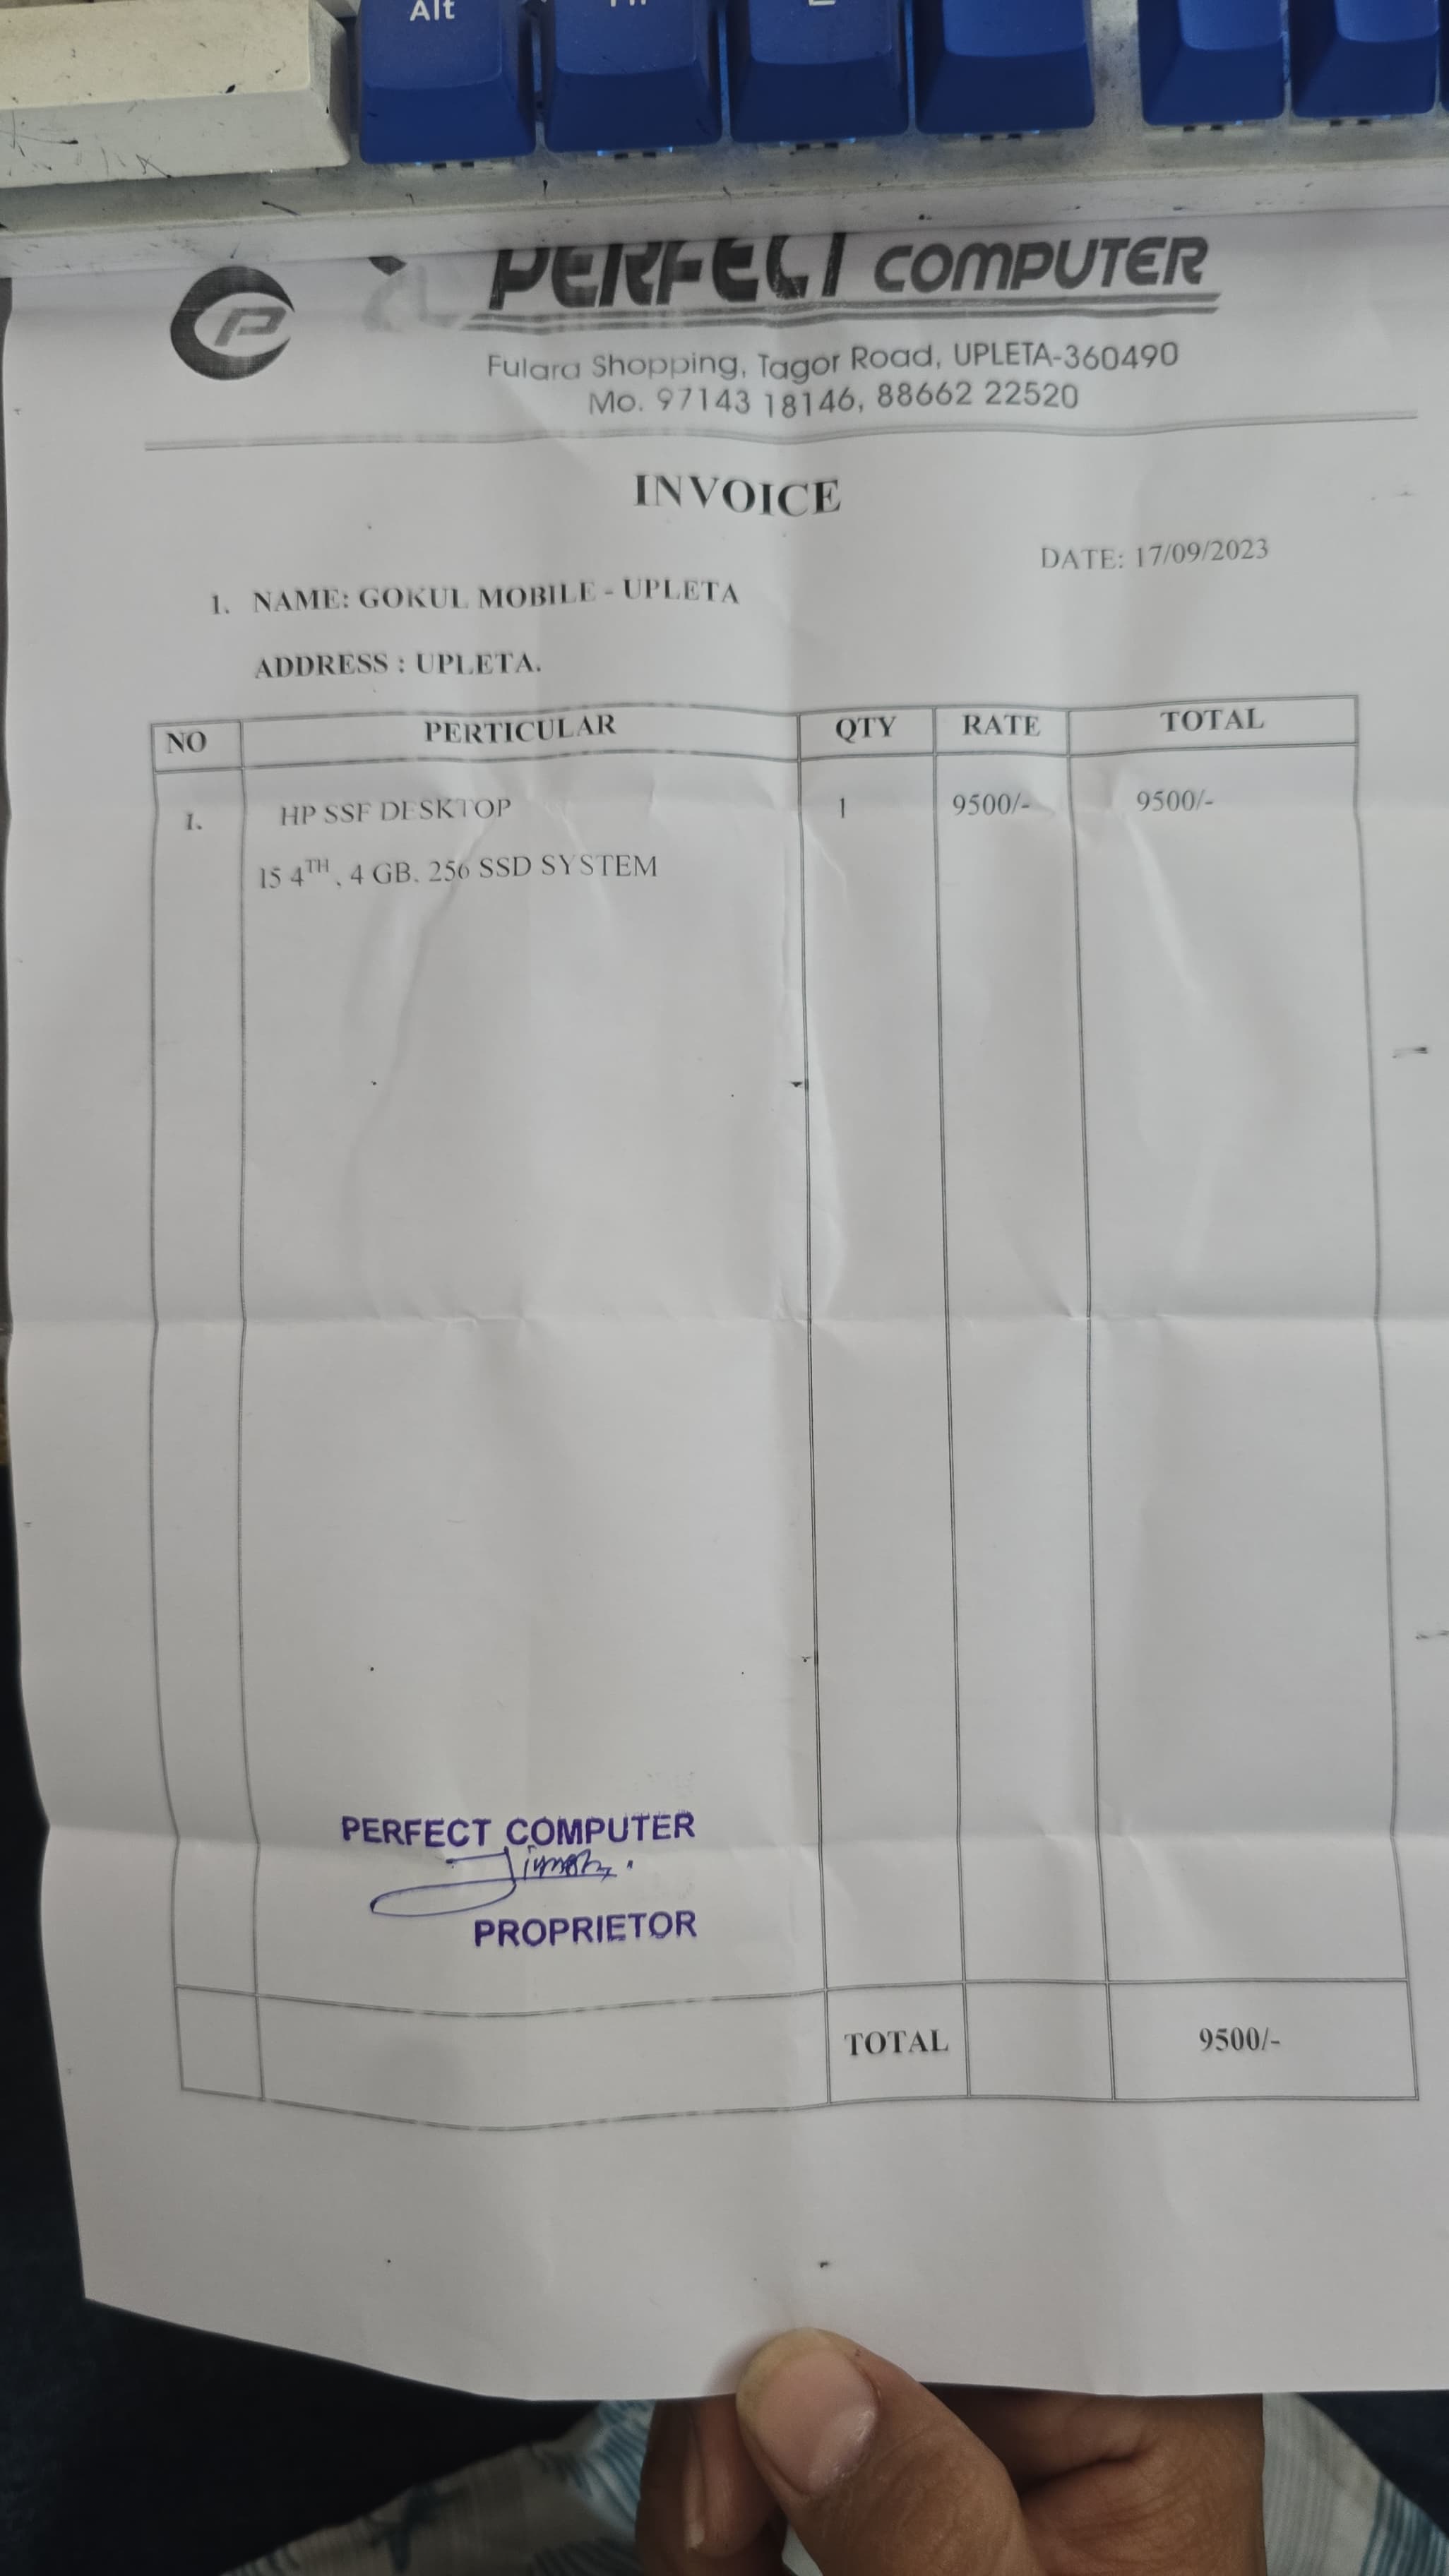 Alt
PERFECT COMPUTER
Fulara Shopping, Tagor Road, UPLETA-360490
Mo. 97143 18146, 88662 22520
INVOICE
DATE: 17/09/2023
1. NAME: GOKUL MOBILE - UPLETA
ADDRESS : UPLETA.
NO PERTICULAR QTY RATE TOTAL
1. HP SSF DESKTOP 1 9500/- 9500/-
I5 4TH, 4 GB. 256 SSD SYSTEM
PERFECT COMPUTER
PROPRIETOR
TOTAL 9500/-